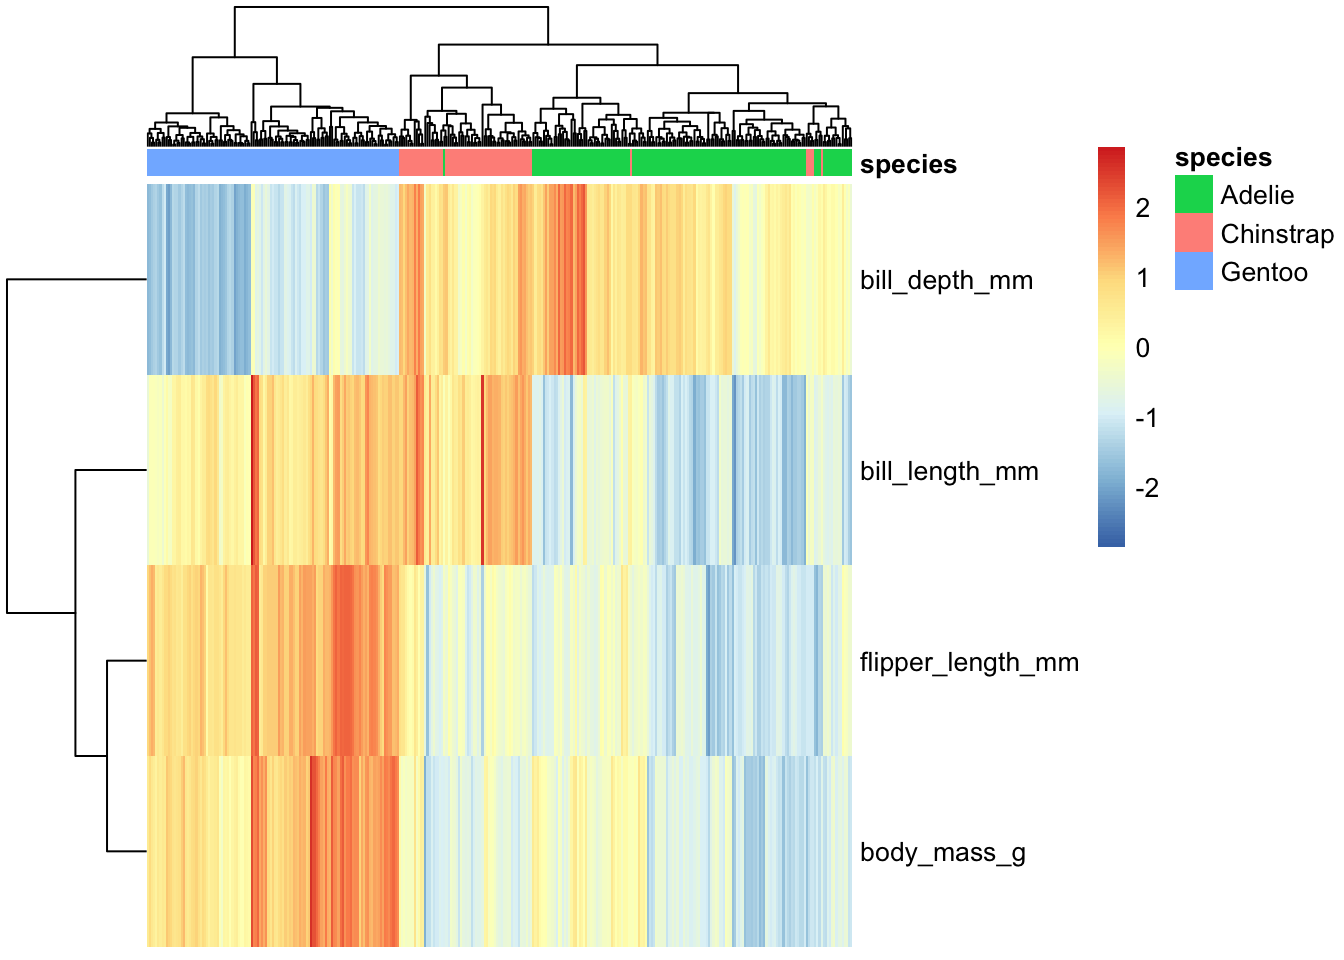 species
bill_depth_mm
bill_length_mm
flipper_length_mm
body_mass_g
2
1
0
-1
-2
species
Adelie
Chinstrap
Gentoo